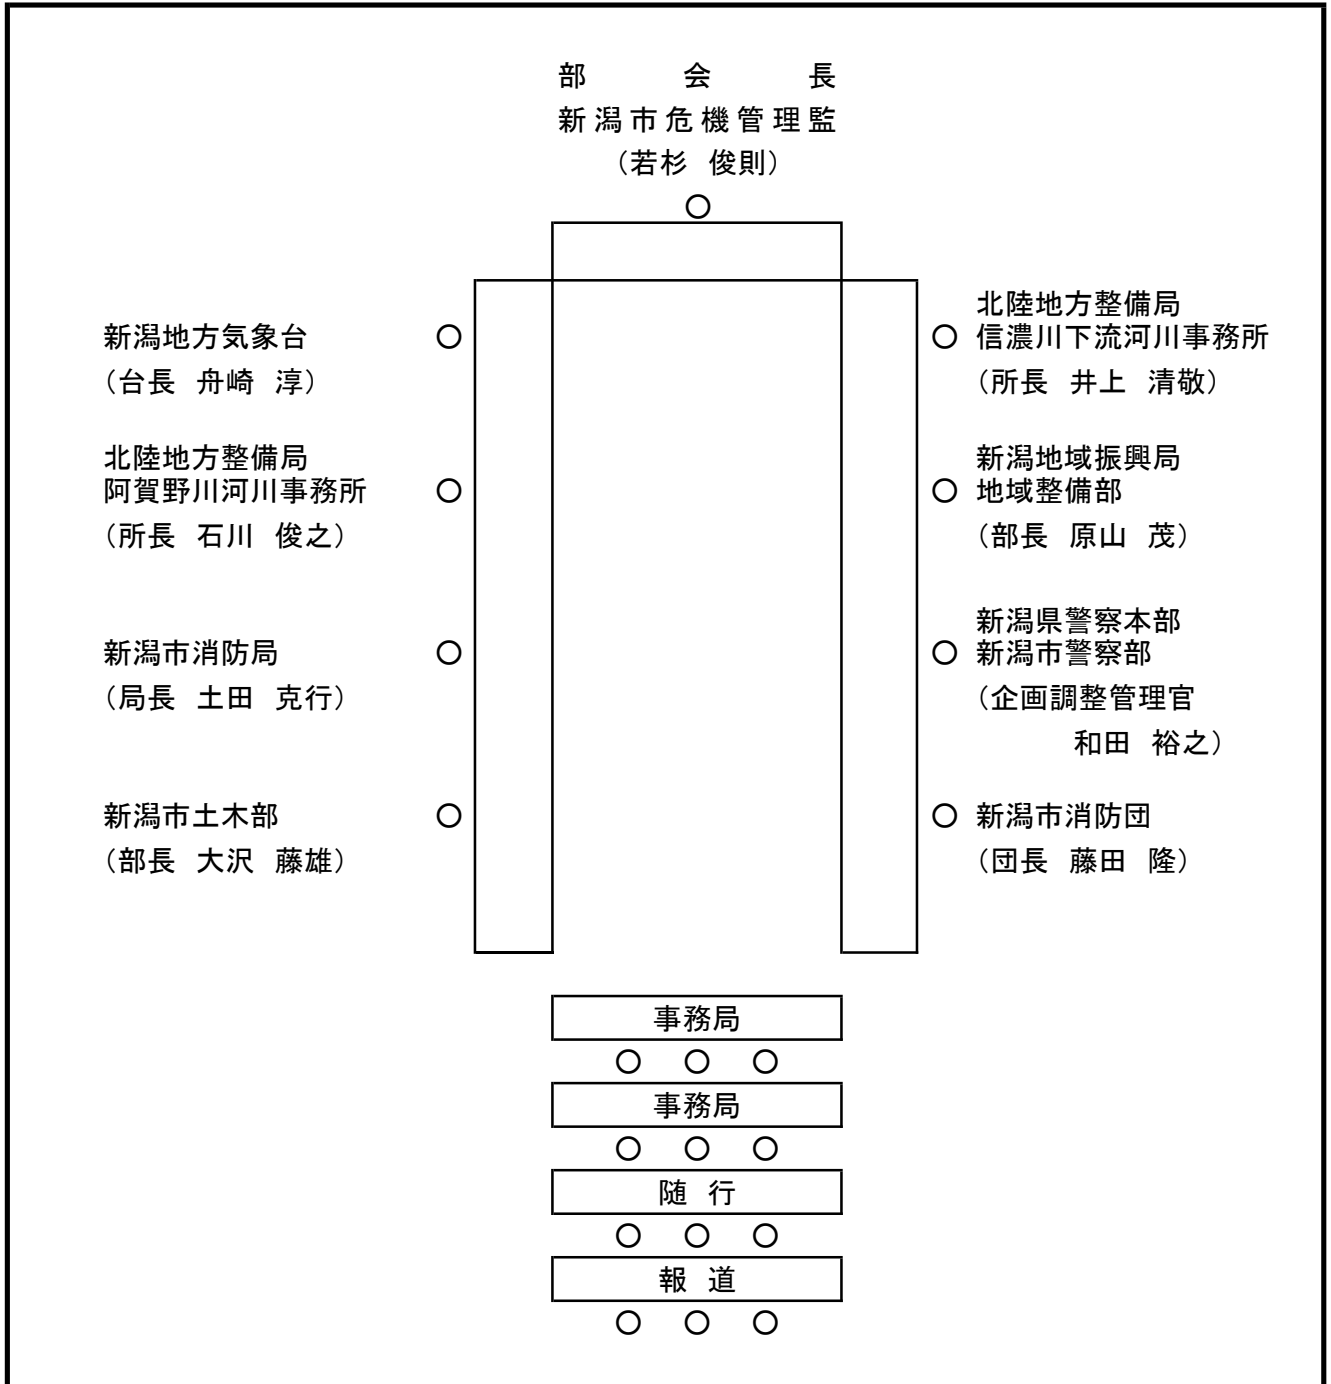 部 会 長
新潟市危機管理監
（若杉 俊則）
新潟地方気象台
（台長 舟崎 淳）
北陸地方整備局
阿賀野川河川事務所
（所長 石川 俊之）
新潟市消防局
（局長 土田 克行）
新潟市土木部
（部長 大沢 藤雄）
北陸地方整備局
信濃川下流河川事務所
（所長 井上 清敬）
新潟地域振興局
地域整備部
（部長 原山 茂）
新潟県警察本部
新潟市警察部
（企画調整管理官
和田 裕之）
新潟市消防団
（団長 藤田 隆）
事務局
事務局
随 行
報 道